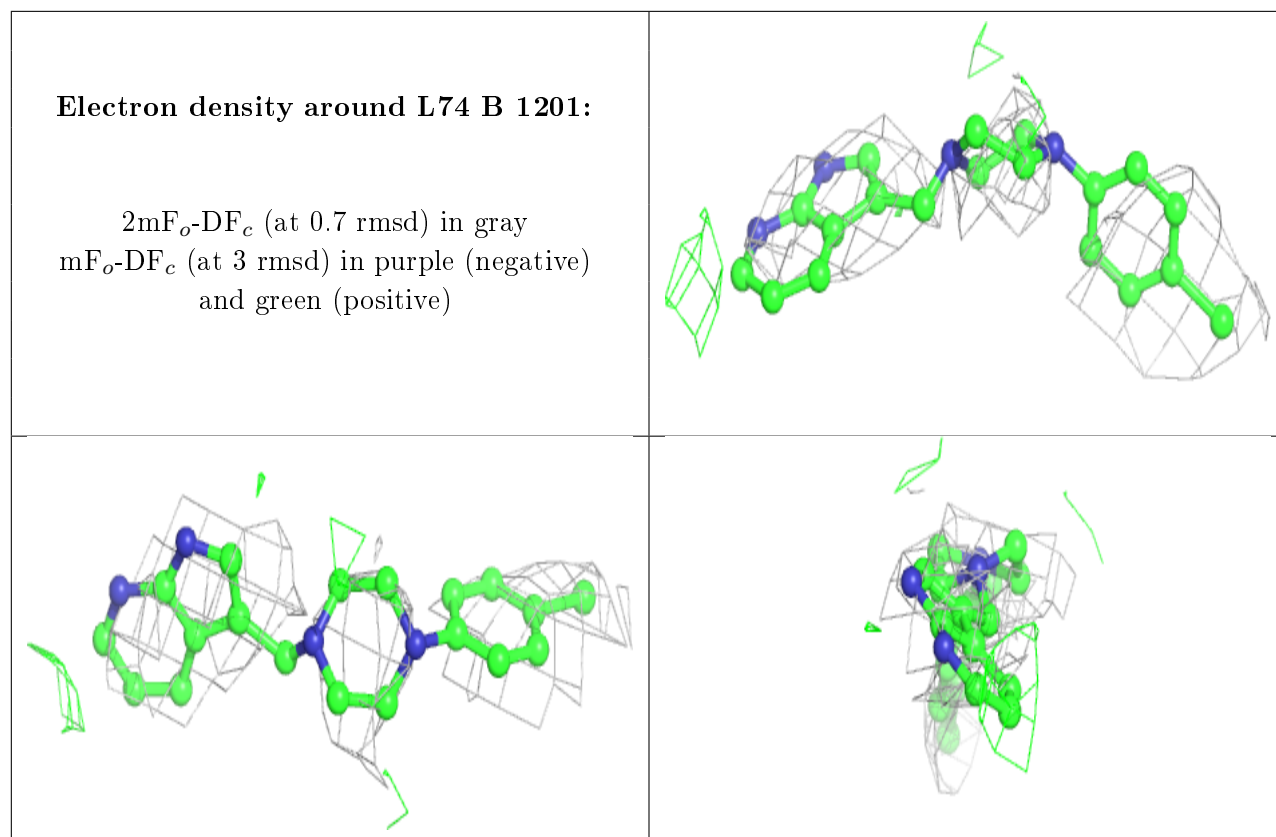 Electron density around L74 B 1201:
2mFo-DFc (at 0.7 rmsd) in gray
mFo-DFc (at 3 rmsd) in purple (negative)
and green (positive)